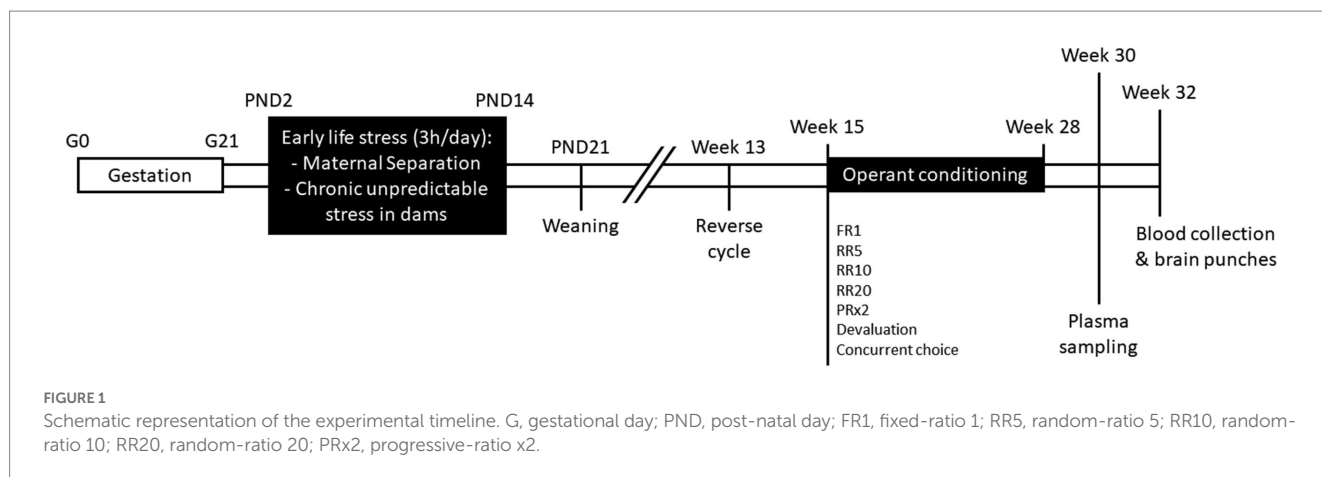 G0
G21
Gestation
PND2
PND14
Early life stress (3h/day):
- Maternal Separation
- Chronic unpredictable
stress in dams
PND21
Weaning
Week 13
Reverse
cycle
Week 15
Week 28
Operant conditioning
FR1
RR5
RR10
RR20
PRx2
Devaluation
Concurrent choice
Week 30
Plasma
sampling
Week 32
Blood collection
& brain punches
FIGURE 1
Schematic representation of the experimental timeline. G, gestational day; PND, post-natal day; FR1, fixed-ratio 1; RR5, random-ratio 5; RR10, random-
ratio 10; RR20, random-ratio 20; PRx2, progressive-ratio x2.